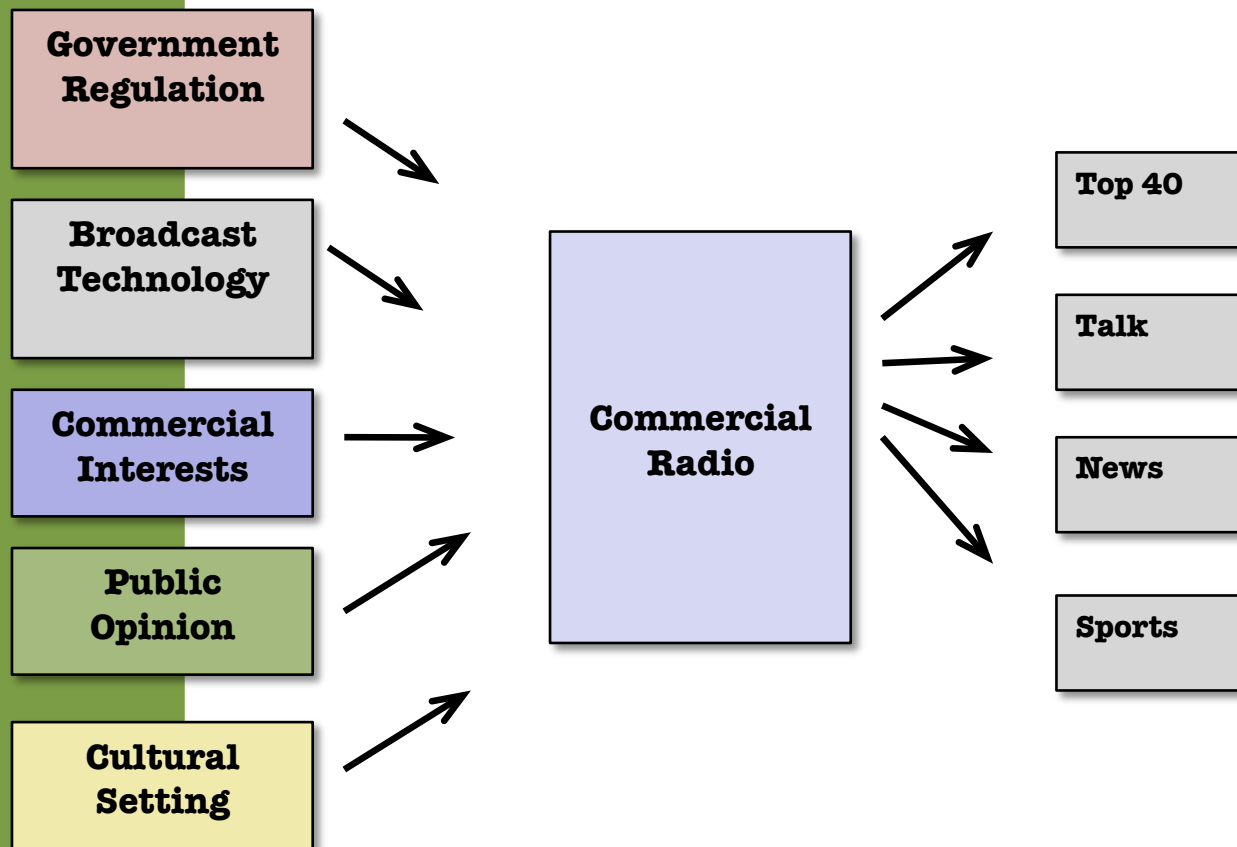 Government
Regulation
Broadcast
Technology
Commercial
Interests
Public
Opinion
Cultural
Setting
Commercial
Radio
Top 40
Talk
News
Sports